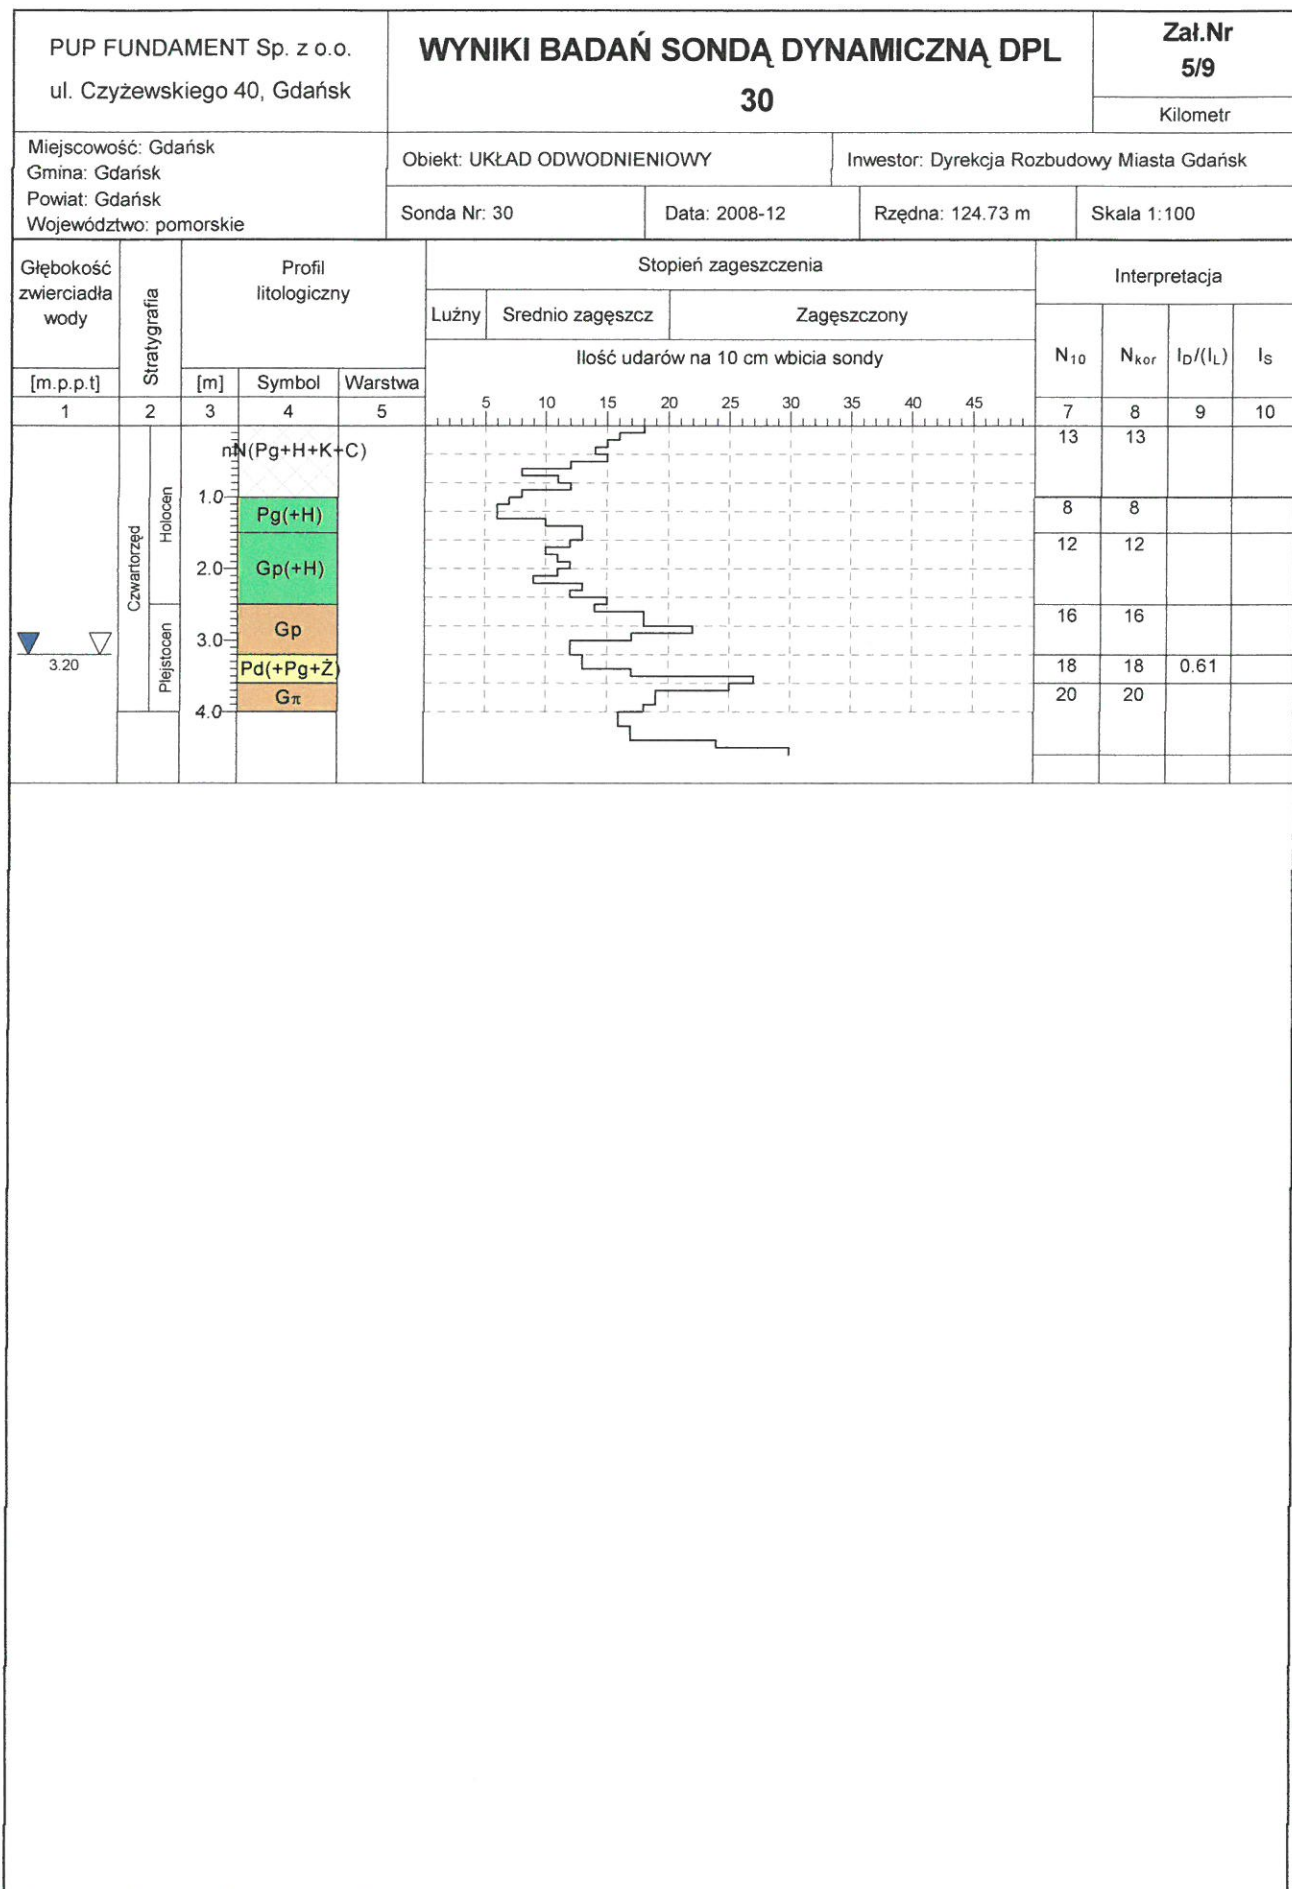 PUP FUNDAMENT Sp. z o.o.
ul. Czyżewskiego 40, Gdańsk
WYNIKI BADAŃ SONDĄ DYNAMICZNĄ DPL
30
Zał.Nr
5/9
Kilometr
Miejscowość: Gdańsk
Gmina: Gdańsk
Powiat: Gdańsk
Województwo: pomorskie
Obiekt: UKŁAD ODWODNIENIOWY
Inwestor: Dyrekcja Rozbudowy Miasta Gdańsk
Sonda Nr: 30
Data: 2008-12
Rzędna: 124.73 m
Skala 1:100
Głębokość
zwierciadła
wody
[m.p.p.t]
Stratygrafia
Profil
litologiczny
[m] Symbol Warstwa
Stopień zageszczenia
Luźny Srednio zagęszcz Zagęszczony
Ilość udarów na 10 cm wbicia sondy
5 10 15 20 25 30 35 40 45
Interpretacja
N10 Nkor ID/(IL) IS
1 2 3 4 5 7 8 9 10
nN(Pg+H+K+C) 13 13
1.0
Pg(+H) 8 8
Gp(+H) 12 12
2.0
Gp 16 16
3.0
3.20
Pd(+Pg+Ż) 18 18 0.61
Gπ 20 20
4.0
Czwartorzęd
Holocen
Plejstocen